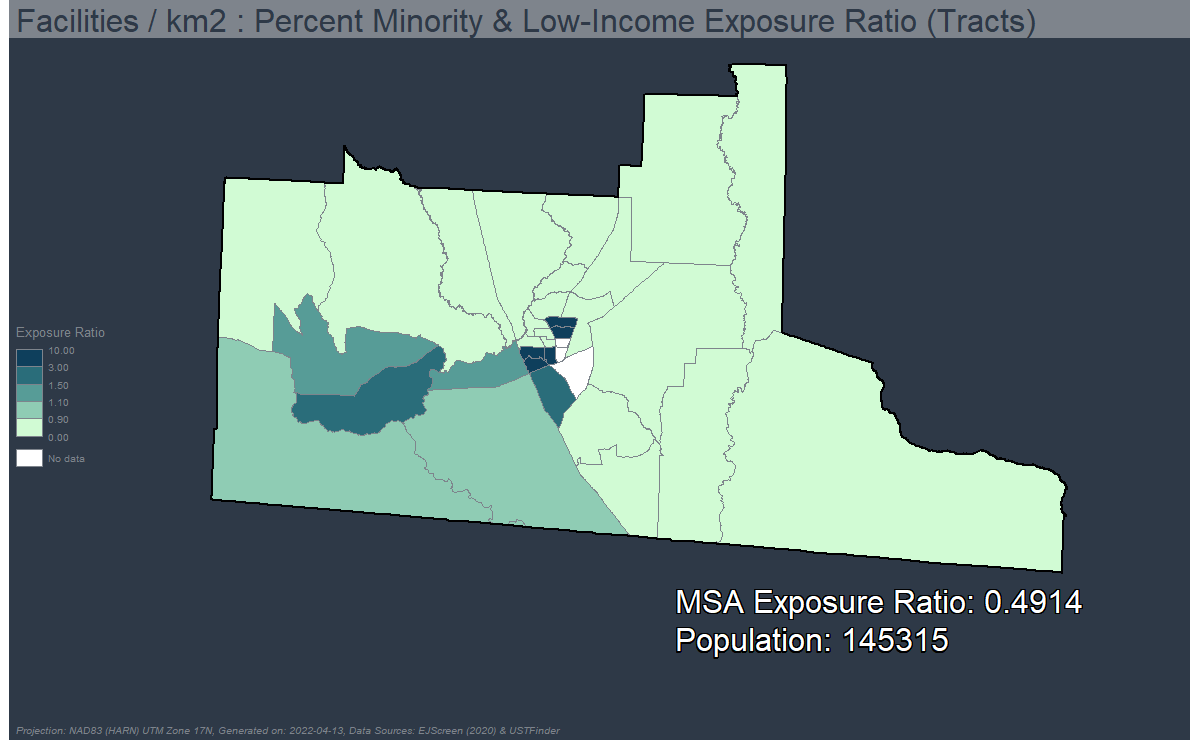 Facilities / km2 : Percent Minority & Low-Income Exposure Ratio (Tracts)
Exposure Ratio
10.00
3.00
1.50
1.10
0.90
0.00
No data
MSA Exposure Ratio: 0.4914
Population: 145315
Projection: NAD83 (HARN) UTM Zone 17N, Generated on: 2022-04-13, Data Sources: EJScreen (2020) & USTFinder